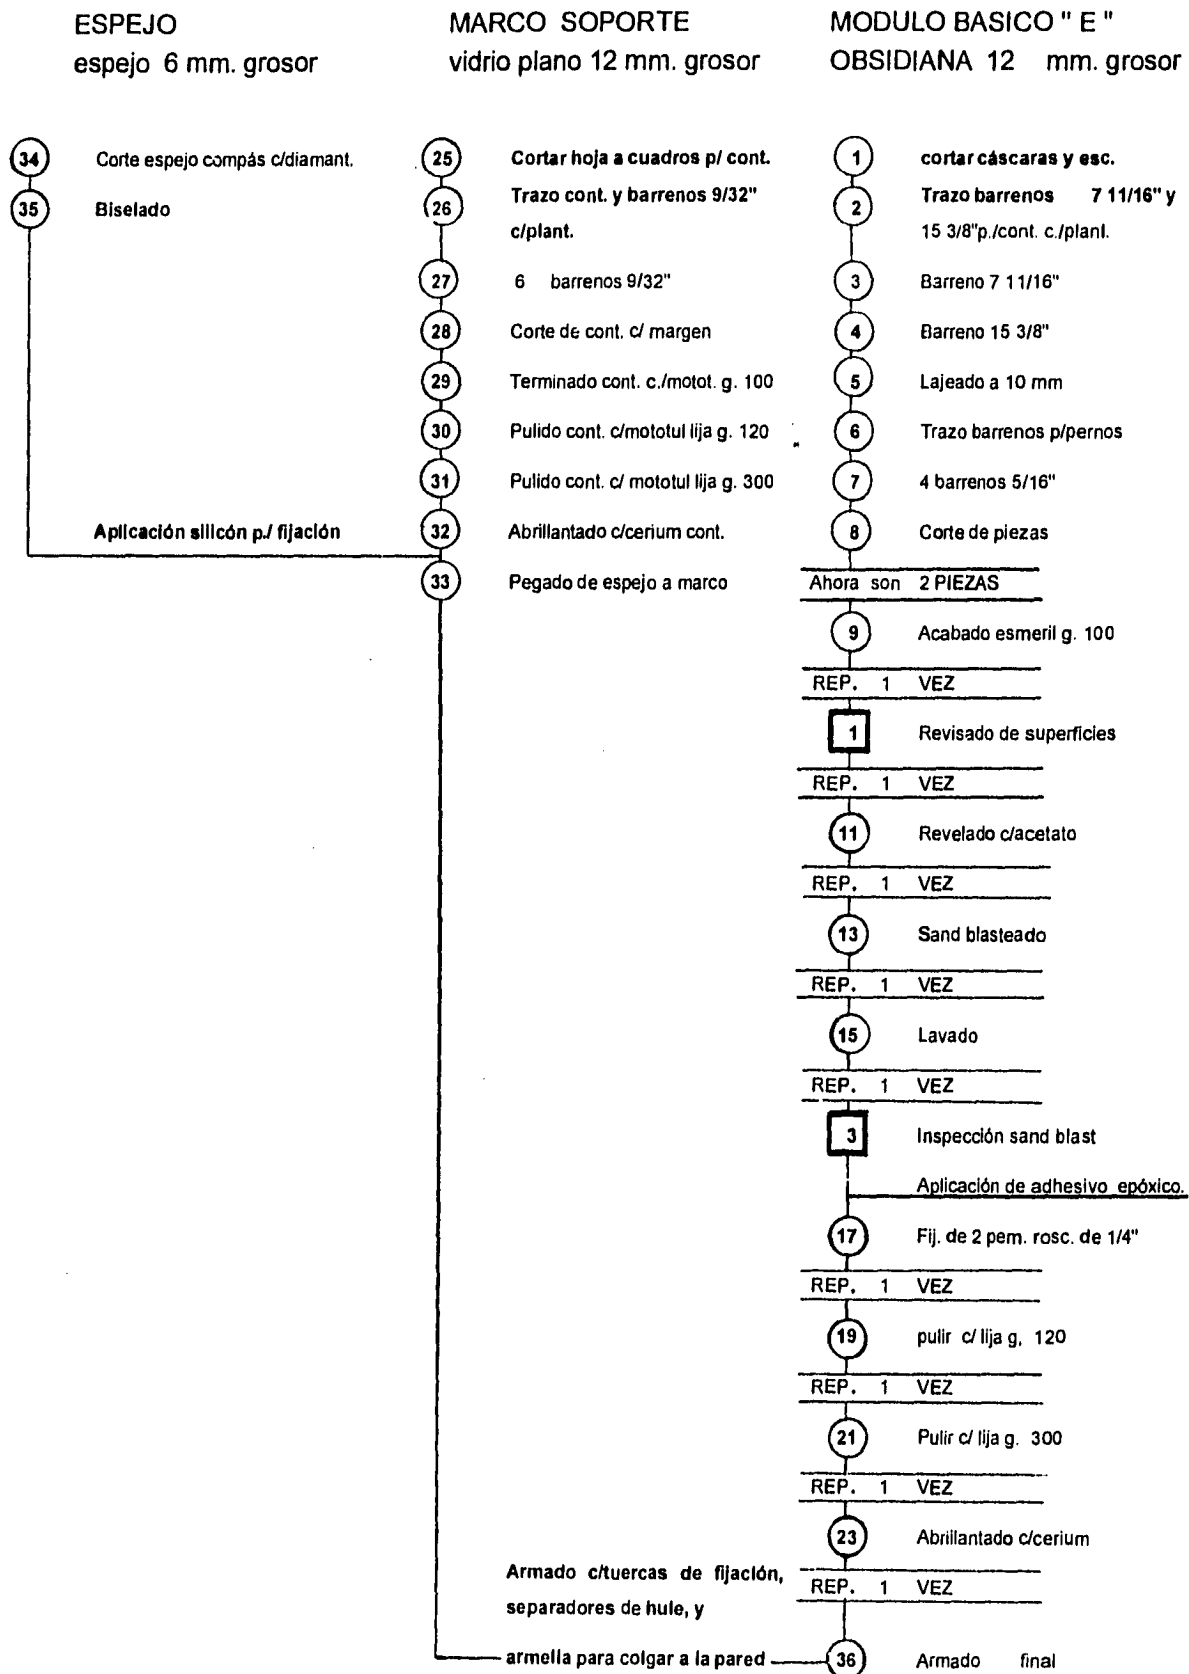 ESPEJO
espejo 6 mm. grosor
34 Corte espejo compás c/diamant.
35 Biselado
Aplicación silicón p./ fijación
MARCO SOPORTE
vidrio plano 12 mm. grosor
25 Cortar hoja a cuadros p/ cont.
26 Trazo cont. y barrenos 9/32"
c/plant.
27 6 barrenos 9/32"
28 Corte de cont. c/ margen
29 Terminado cont. c./motot. g. 100
30 Pulido cont. c/mototul lija g. 120
31 Pulido cont. c/ mototul lija g. 300
32 Abrillantado c/cerium cont.
33 Pegado de espejo a marco
Armado c/tuercas de fijación,
separadores de hule, y
armella para colgar a la pared
MODULO BASICO " E "
OBSIDIANA 12 mm. grosor
1 cortar cáscaras y esc.
2 Trazo barrenos 7 11/16" y
15 3/8"p./cont. c./planl.
3 Barreno 7 11/16"
4 Barreno 15 3/8"
5 Lajeado a 10 mm
6 Trazo barrenos p/pernos
7 4 barrenos 5/16"
8 Corte de piezas
Ahora son 2 PIEZAS
9 Acabado esmeril g. 100
REP. 1 VEZ
1 Revisado de superficies
REP. 1 VEZ
11 Revelado c/acetato
REP. 1 VEZ
13 Sand blasteado
REP. 1 VEZ
15 Lavado
REP. 1 VEZ
3 Inspección sand blast
Aplicación de adhesivo epóxico.
17 Fij. de 2 pem. rosc. de 1/4"
REP. 1 VEZ
19 pulir c/ lija g. 120
REP. 1 VEZ
21 Pulir c/ lija g. 300
REP. 1 VEZ
23 Abrillantado c/cerium
REP. 1 VEZ
36 Armado final